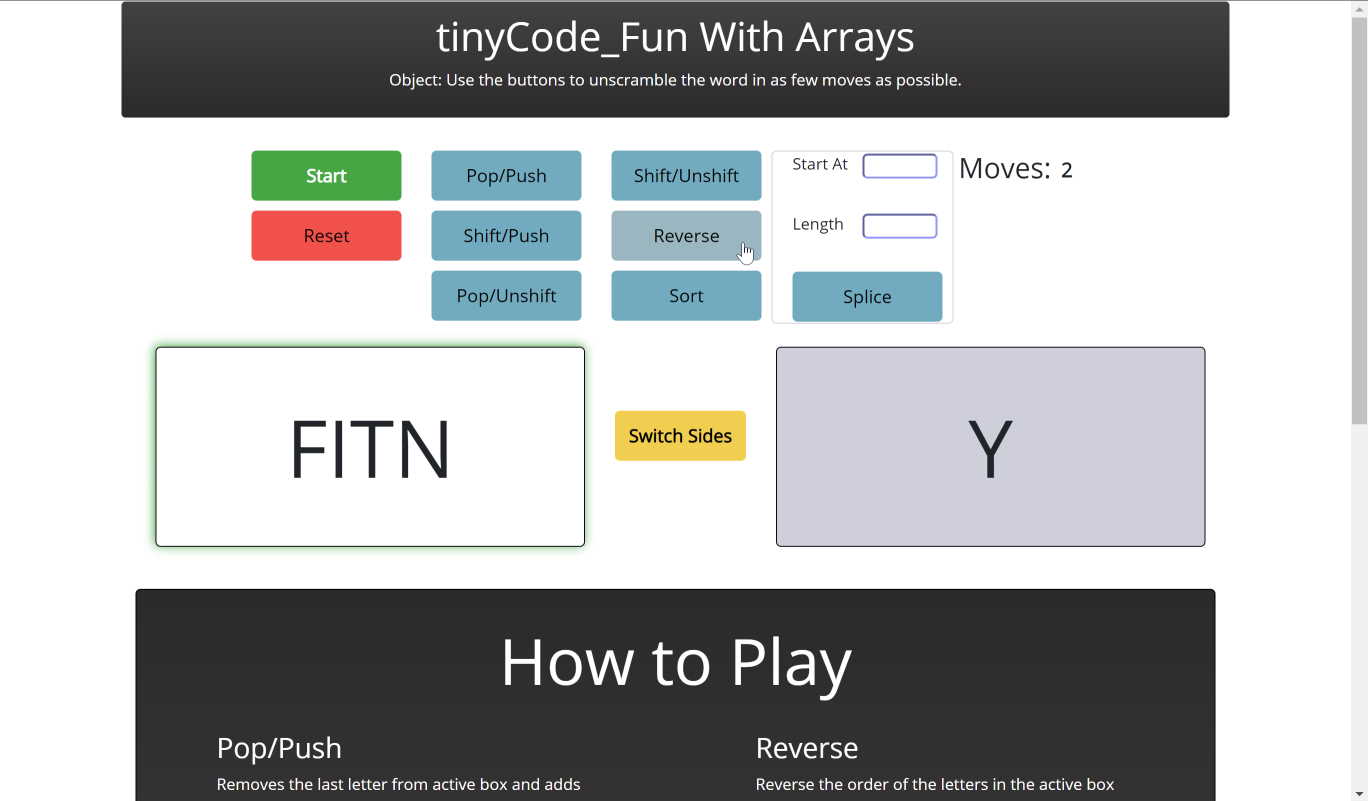 tinyCode_Fun With Arrays
Object: Use the buttons to unscramble the word in as few moves as possible.
Start
Pop/Push
Shift/Unshift
Start At
Moves: 2
Reset
Shift/Push
Reverse
Length
Pop/Unshift
Sort
Splice
FITN
Switch Sides
Y
How to Play
Pop/Push
Removes the last letter from active box and adds
Reverse
Reverse the order of the letters in the active box